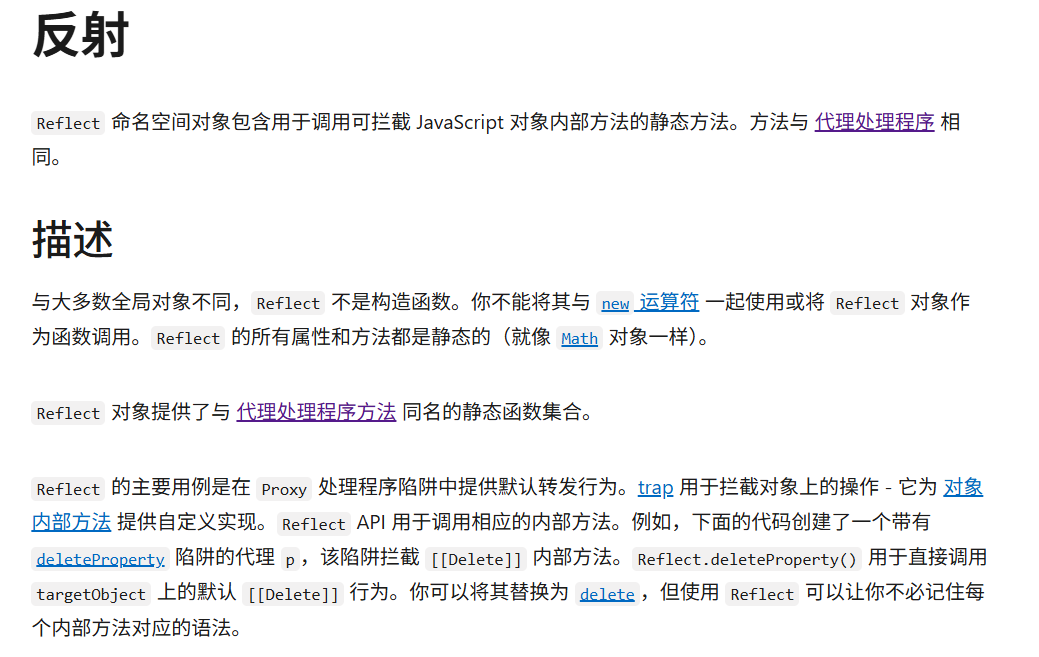 反射
Reflect 命名空间对象包含用于调用可拦截 JavaScript 对象内部方法的静态方法。方法与 代理处理程序 相
同。
描述
与大多数全局对象不同，Reflect 不是构造函数。你不能将其与 new 运算符 一起使用或将 Reflect 对象作
为函数调用。Reflect 的所有属性和方法都是静态的（就像 Math 对象一样）。
Reflect 对象提供了与 代理处理程序方法 同名的静态函数集合。
Reflect 的主要用例是在 Proxy 处理程序陷阱中提供默认转发行为。trap 用于拦截对象上的操作 - 它为 对象
内部方法 提供自定义实现。Reflect API 用于调用相应的内部方法。例如，下面的代码创建了一个带有
deleteProperty 陷阱的代理 p，该陷阱拦截 [[Delete]] 内部方法。Reflect.deleteProperty() 用于直接调用
targetObject 上的默认 [[Delete]] 行为。你可以将其替换为 delete，但使用 Reflect 可以让你不必记住每
个内部方法对应的语法。